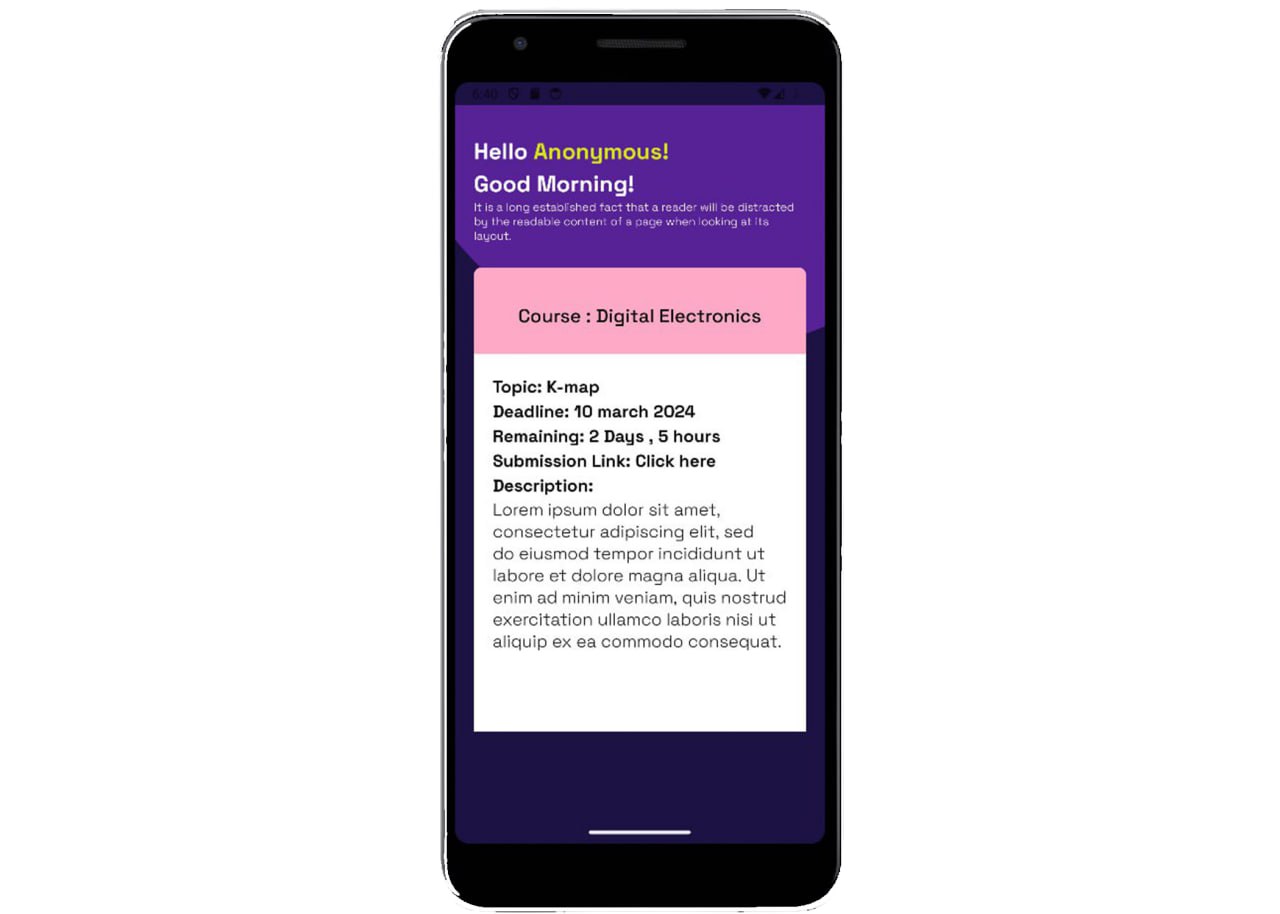 6:40
Hello Anonymous!
Good Morning!
It is a long established fact that a reader will be distracted
by the readable content of a page when looking at its
layout.
Course : Digital Electronics
Topic: K-map
Deadline: 10 march 2024
Remaining: 2 Days , 5 hours
Submission Link: Click here
Description:
Lorem ipsum dolor sit amet,
consectetur adipiscing elit, sed
do eiusmod tempor incididunt ut
labore et dolore magna aliqua. Ut
enim ad minim veniam, quis nostrud
exercitation ullamco laboris nisi ut
aliquip ex ea commodo consequat.